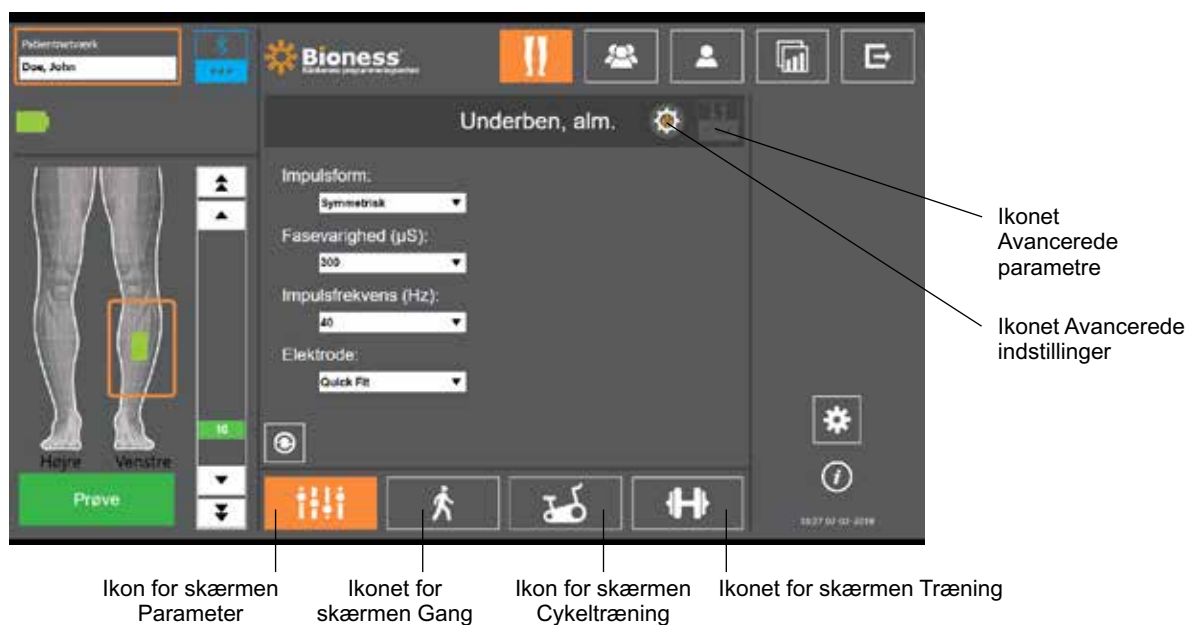 Patientnetværk
Doe, John
Bioness
Underben, alm.
Impulsform:
Symmetrisk
Fasevarighed (µS):
300
Impulsfrekvens (Hz):
40
Elektrode:
Quick Fit
10
Højre Venstre
Prøve
Ikonet
Avancerede
parametre
Ikonet Avancerede
indstillinger
Ikon for skærmen
Parameter
Ikonet for
skærmen Gang
Ikon for skærmen
Cykeltræning
Ikonet for skærmen Træning